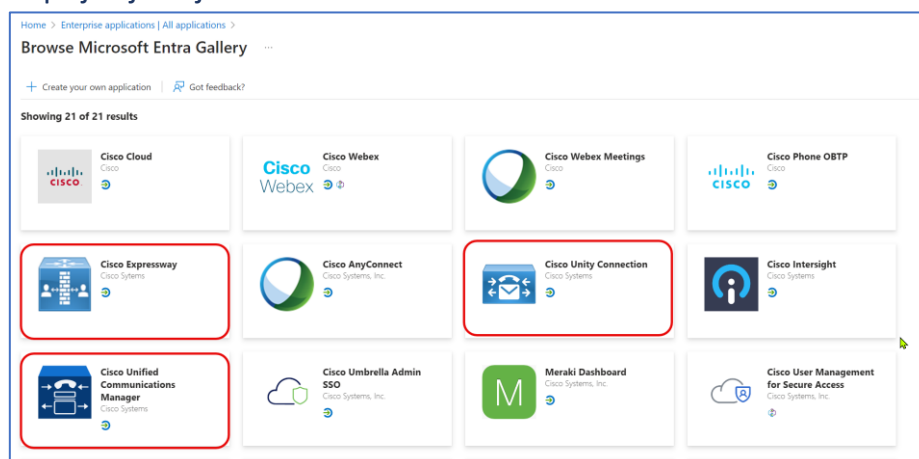 Home > Enterprise applications | All applications >
Browse Microsoft Entra Gallery ...
+ Create your own application | Got feedback?
Showing 21 of 21 results
CISCO
Cisco Cloud
Cisco
Cisco
Webex
Cisco Webex
Cisco
Cisco Webex Meetings
Cisco
CISCO
Cisco Phone OBTP
Cisco
Cisco Expressway
Cisco Sytems
Cisco AnyConnect
Cisco Systems, Inc.
Cisco Unity Connection
Cisco Systems
Cisco Intersight
Cisco Systems
Cisco Unified
Communications
Manager
Cisco Systems
Cisco Umbrella Admin
SSO
Cisco Systems, Inc.
M
Meraki Dashboard
Cisco Systems, Inc.
Cisco User Management
for Secure Access
Cisco Systems, Inc.